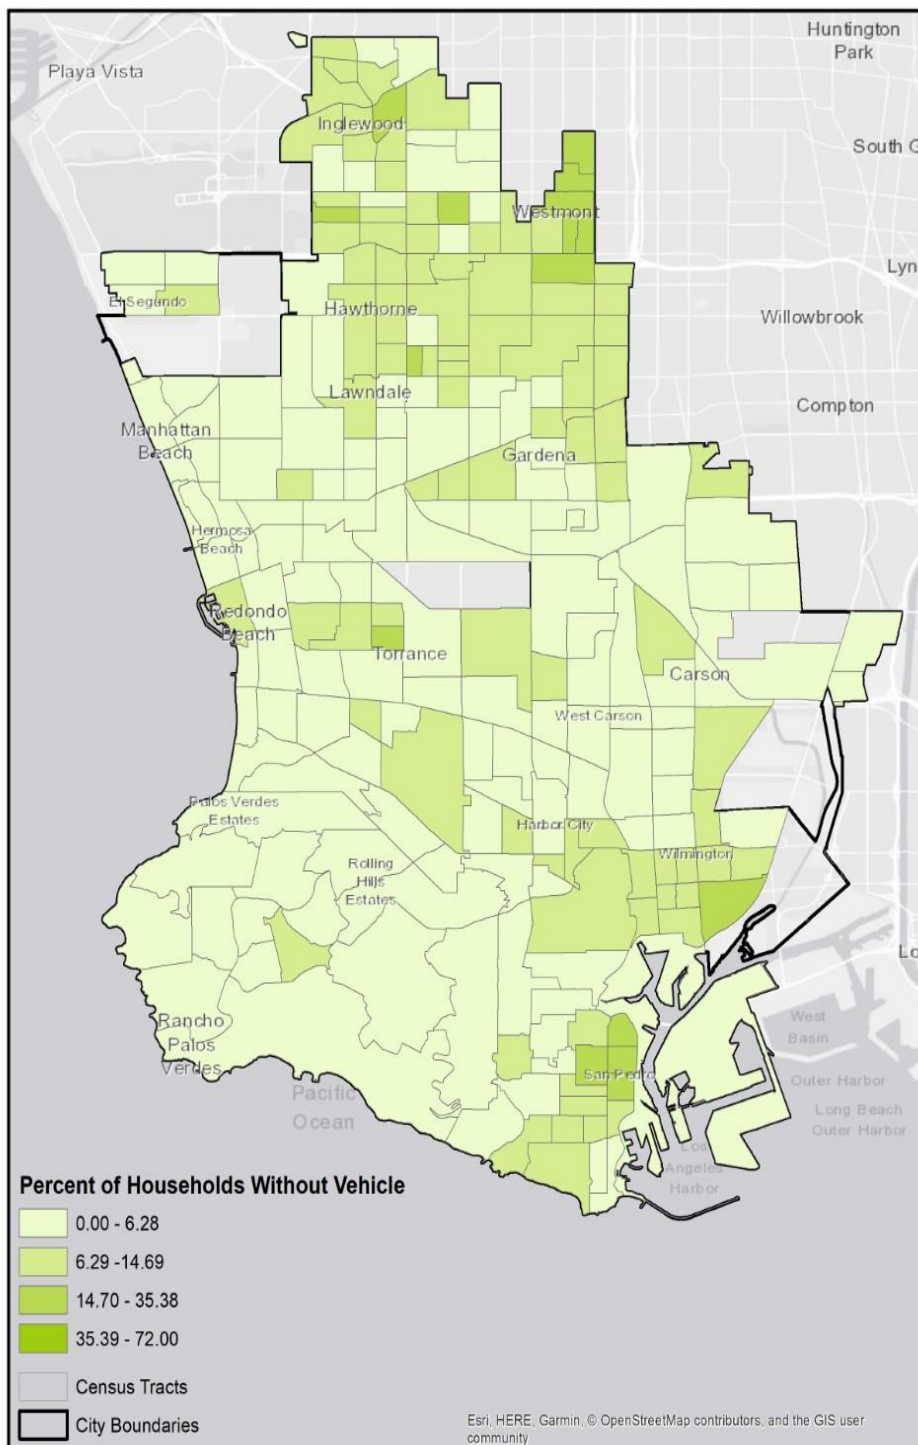 Huntington
Park
Playa Vista
Inglewood
South G
Westmont
Lyn
El Segundo
Hawthorne
Willowbrook
Lawndale
Compton
Manhattan
Beach
Gardena
Hermosa
Beach
Redondo
Beach
Torrance
Carson
West Carson
Palos Verdes
Estates
Harbor City
Wilmington
Rolling
Hills
Estates
Lo
West
Basin
Rancho
Palos
Verdes
San Pedro
Outer Harbor
Pacific
Ocean
Long Beach
Outer Harbor
Los
Angeles
Harbor
Percent of Households Without Vehicle
0.00 - 6.28
6.29 -14.69
14.70 - 35.38
35.39 - 72.00
Census Tracts
City Boundaries
Esri, HERE, Garmin, © OpenStreetMap contributors, and the GIS user
community